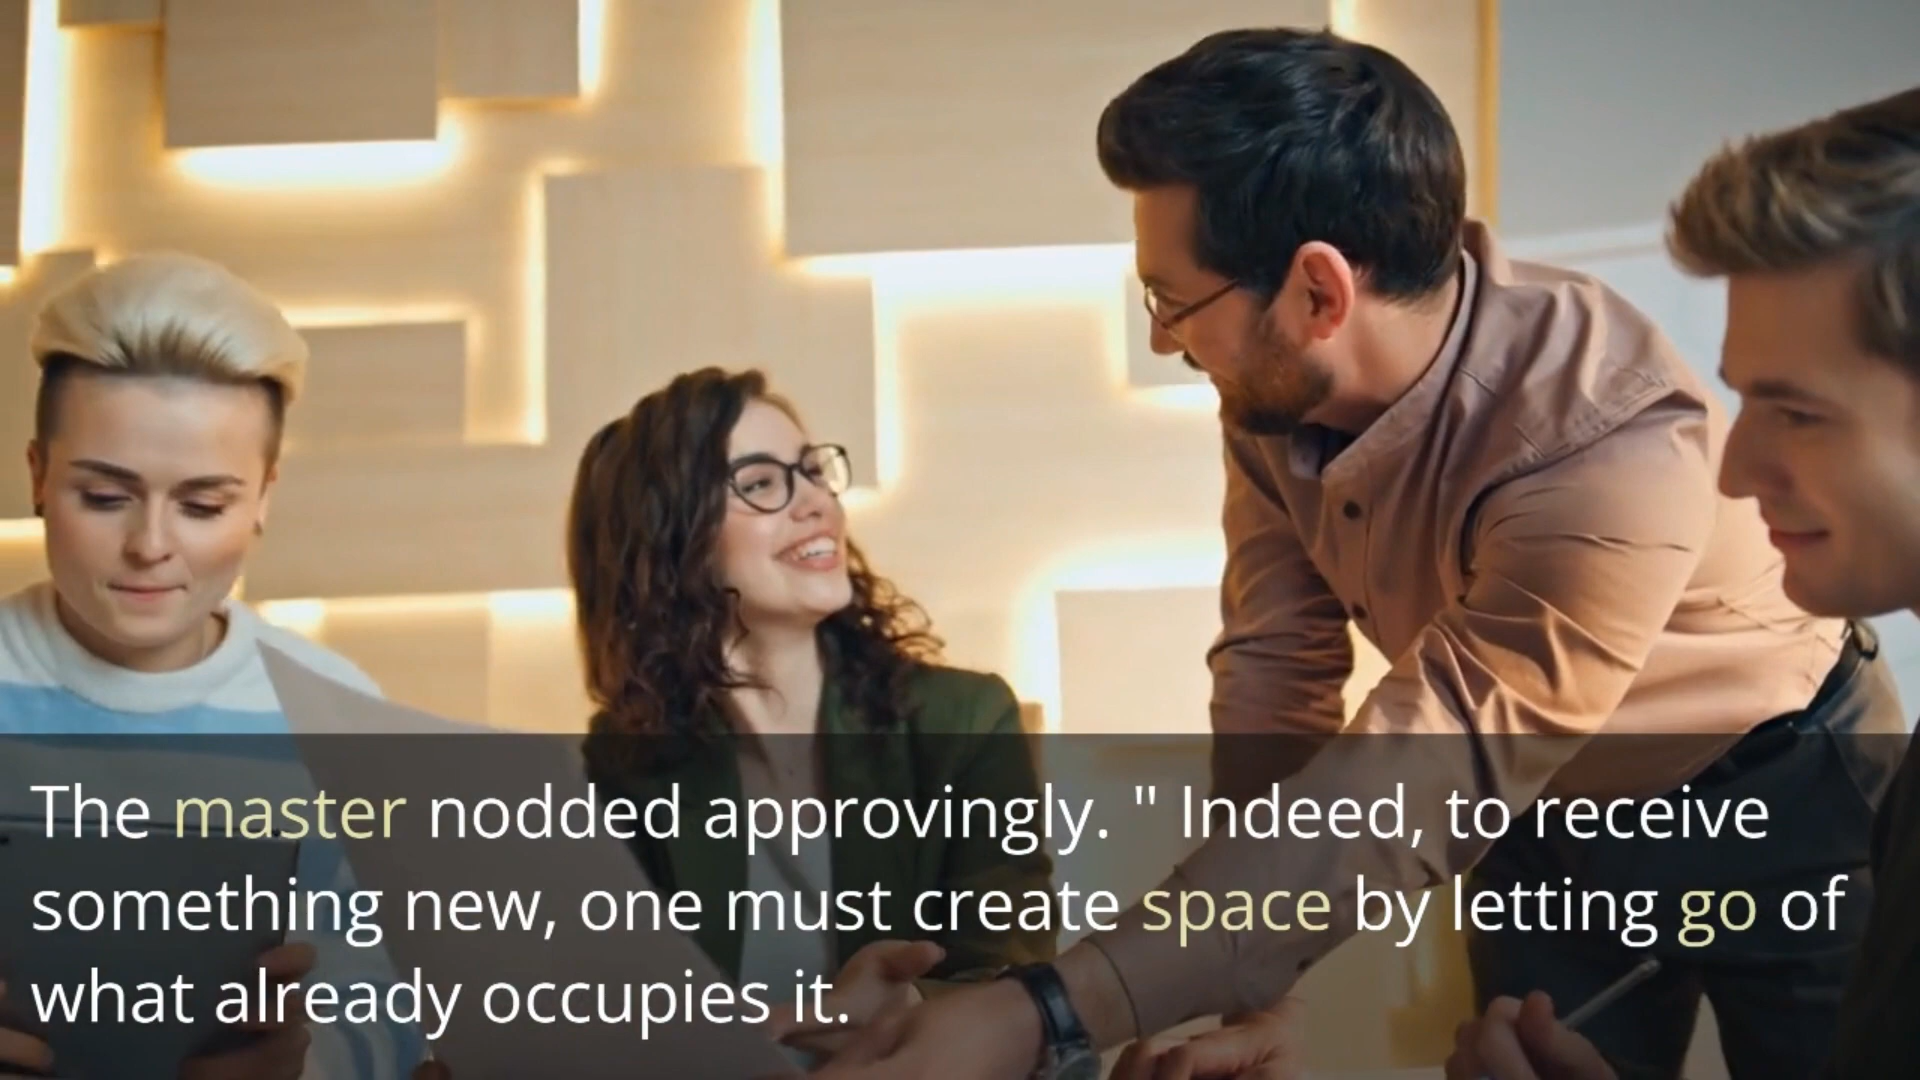 The master nodded approvingly. " Indeed, to receive
something new, one must create space by letting go of
what already occupies it.